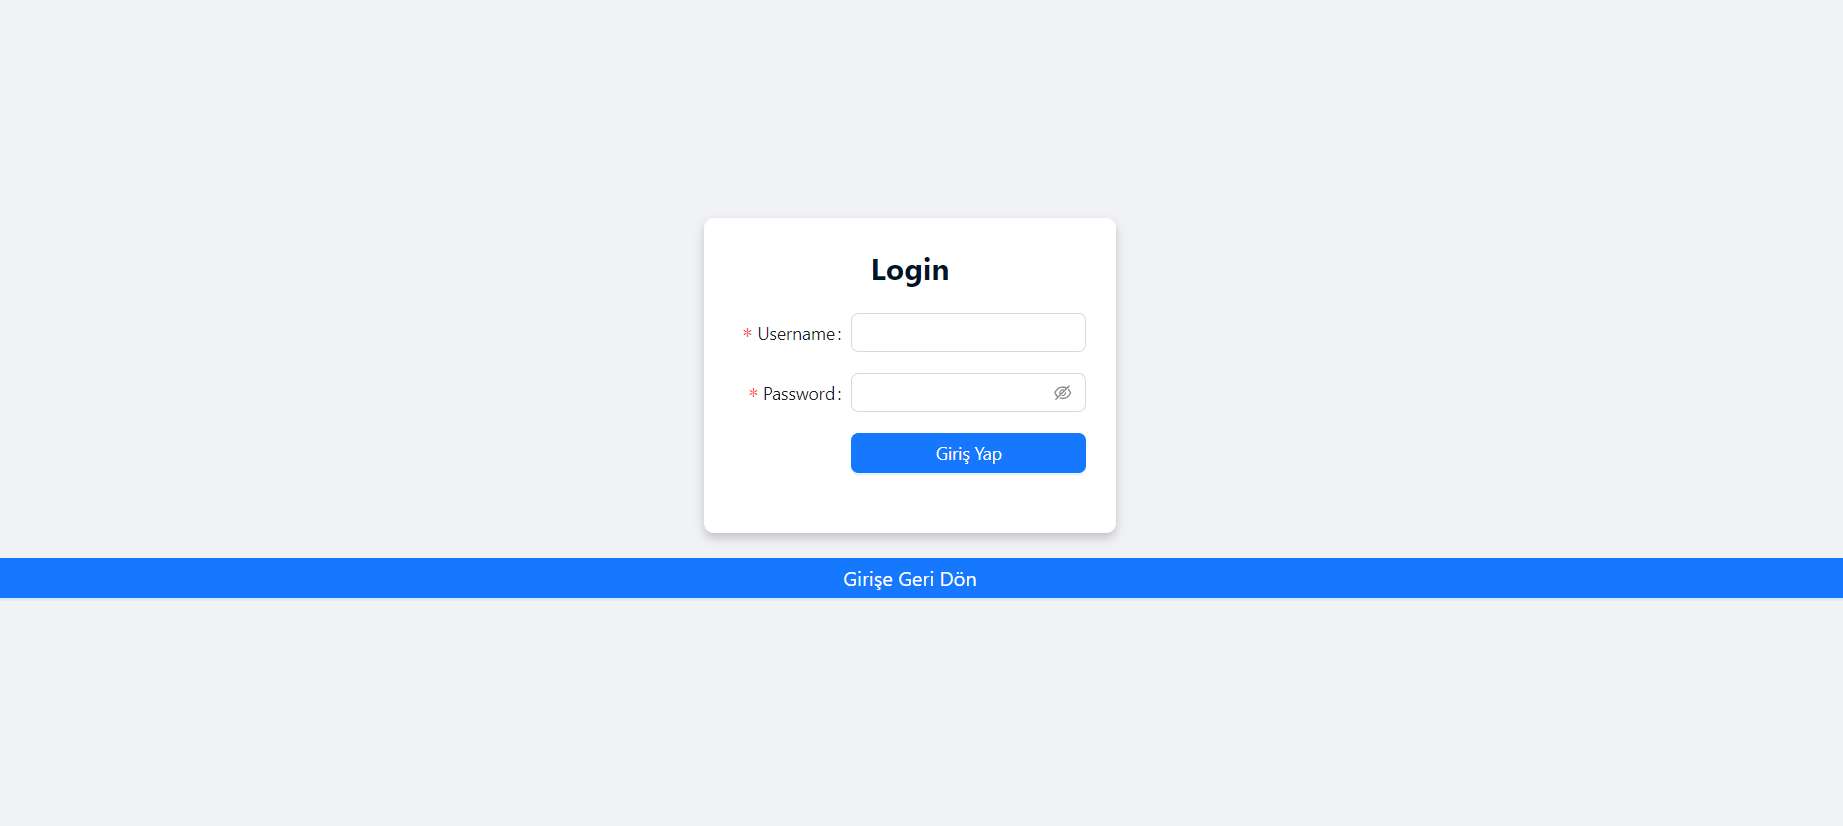 Login
* Username:
* Password:
Giriş Yap
Girişe Geri Dön